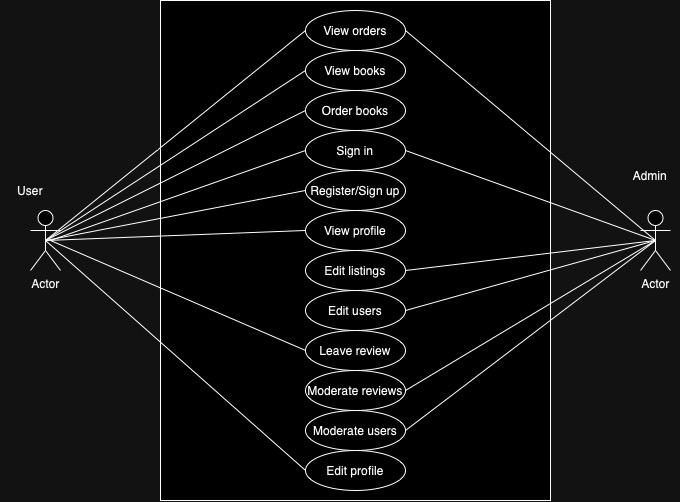 View orders
View books
Order books
Sign in
Register/Sign up
View profile
Edit listings
Edit users
Leave review
Moderate reviews
Moderate users
Edit profile
User
Actor
Admin
Actor